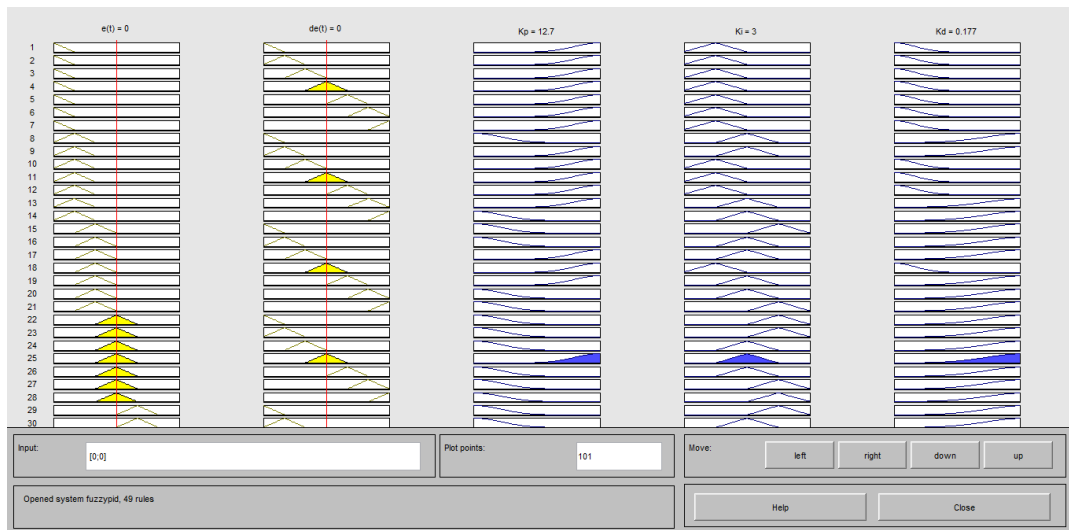 e(t) = 0
de(t) = 0
Kp = 12.7
Ki = 3
Kd = 0.177
1
2
3
4
5
6
7
8
9
10
11
12
13
14
15
16
17
18
19
20
21
22
23
24
25
26
27
28
29
30
Input:
[0;0]
Plot points:
101
Move:
left
right
down
up
Opened system fuzzypid, 49 rules
Help
Close